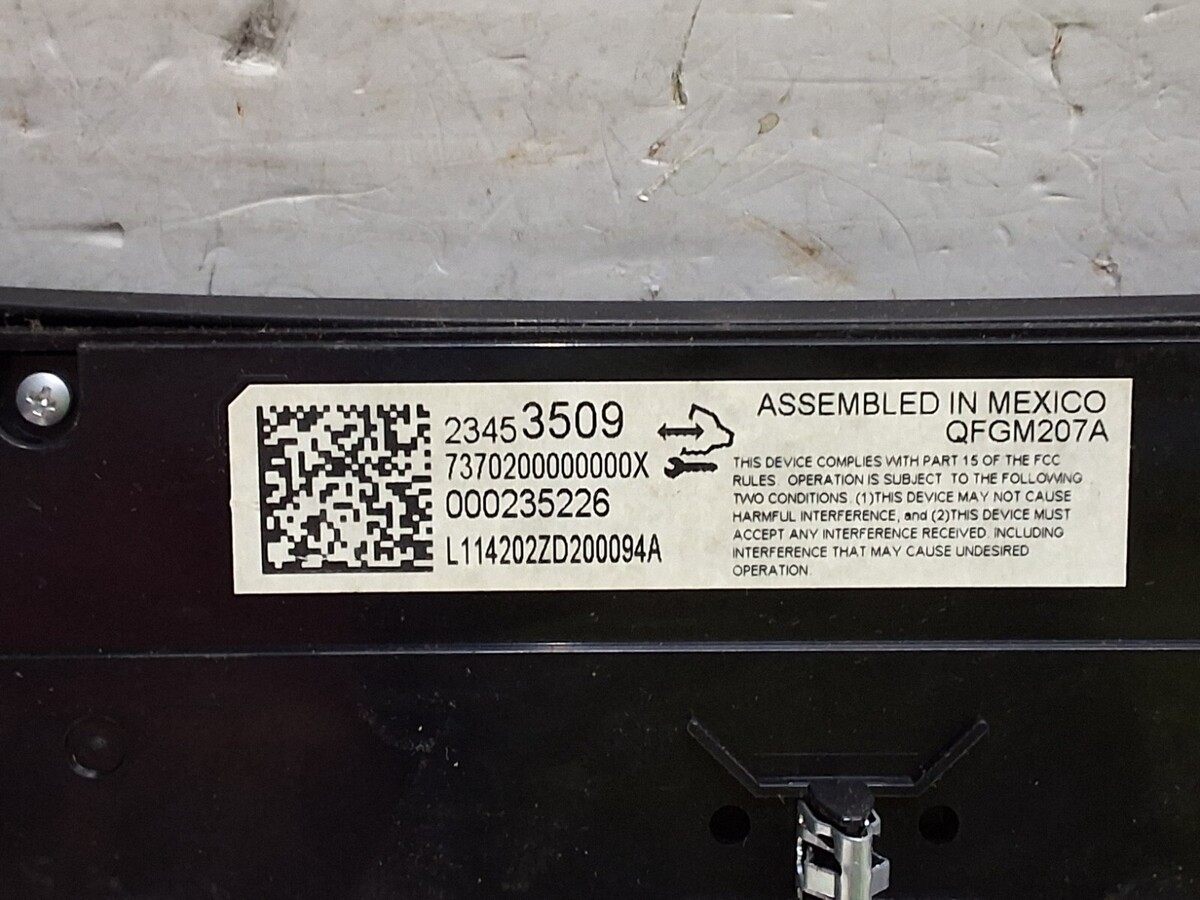 23453509
7370200000000X
000235226
L114202ZD200094A
ASSEMBLED IN MEXICO
QFGM207A
THIS DEVICE COMPLIES WITH PART 15 OF THE FCC
RULES. OPERATION IS SUBJECT TO THE FOLLOWING
TWO CONDITIONS. (1)THIS DEVICE MAY NOT CAUSE
HARMFUL INTERFERENCE, and (2)THIS DEVICE MUST
ACCEPT ANY INTERFERENCE RECEIVED, INCLUDING
INTERFERENCE THAT MAY CAUSE UNDESIRED
OPERATION.